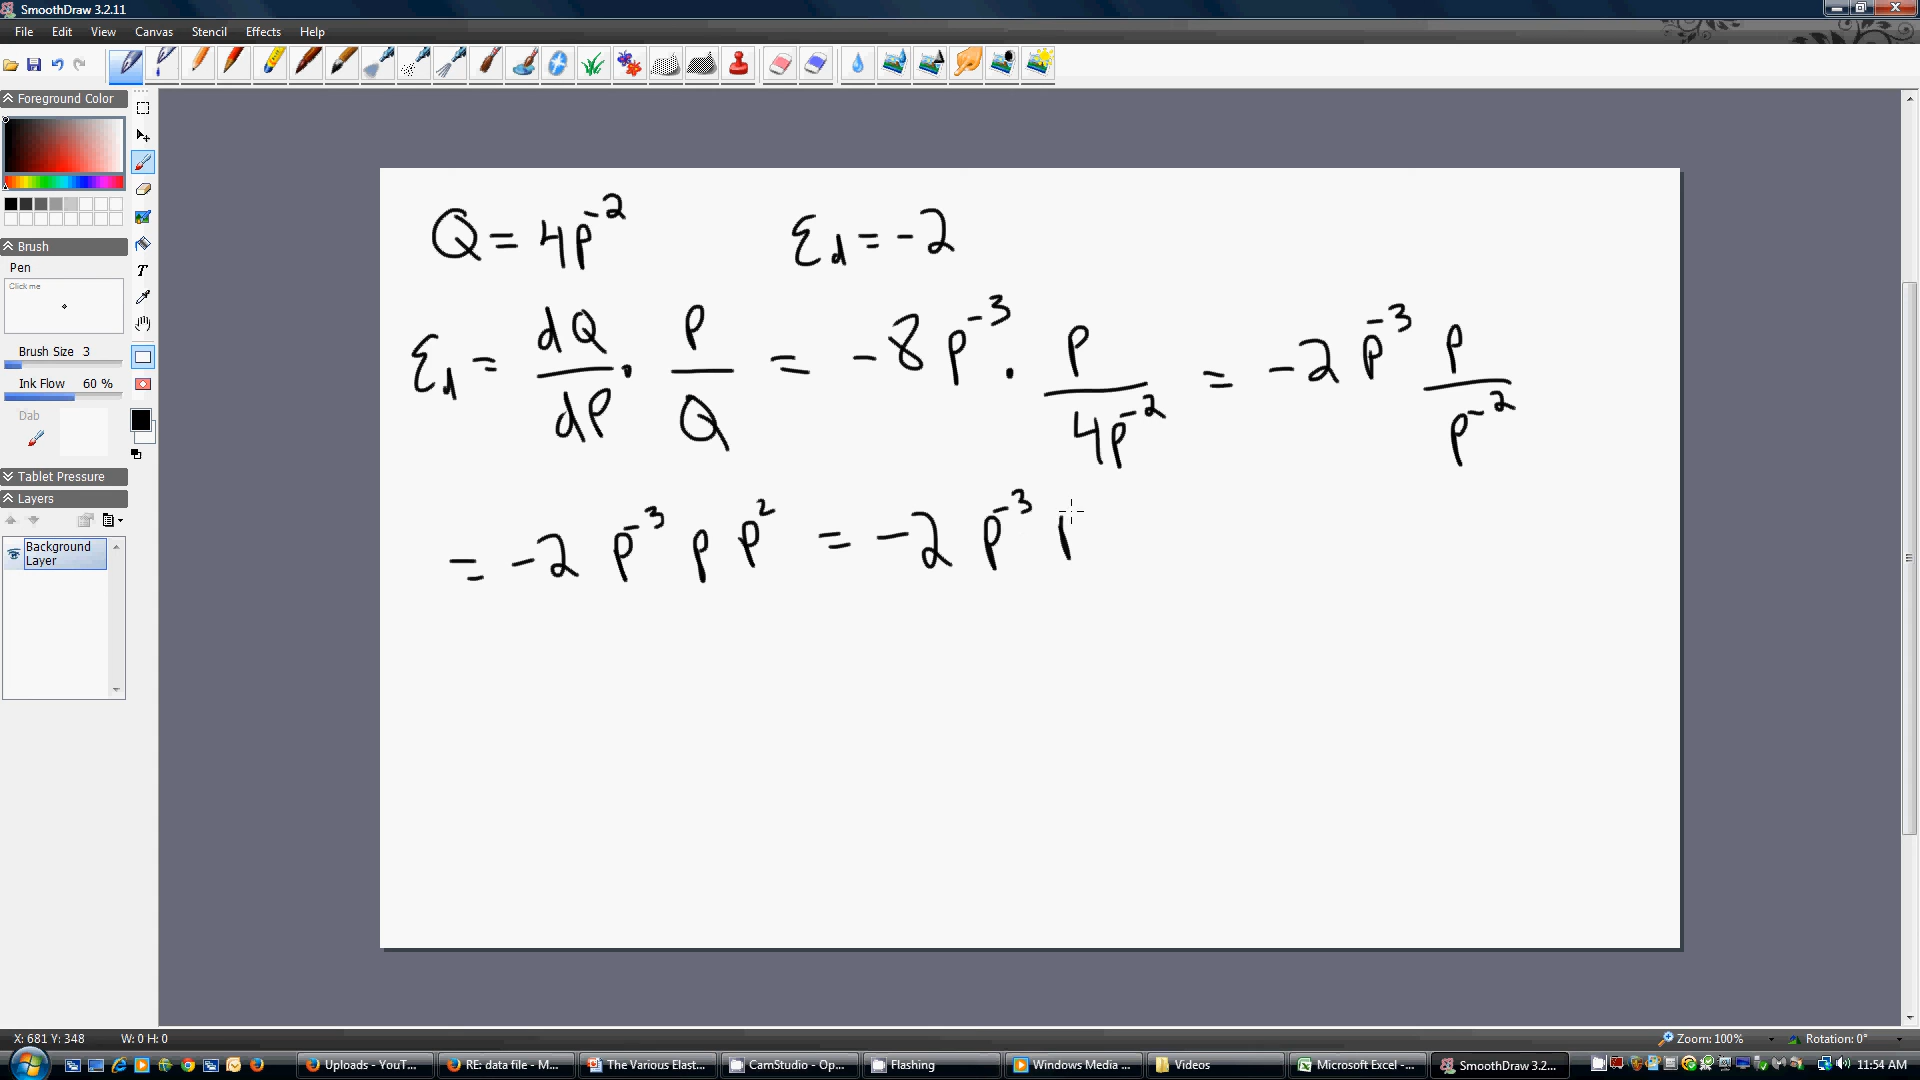 SmoothDraw 3.2.11
File Edit View Canvas Stencil Effects Help
Foreground Color
Brush
Pen
Click me
Brush Size 3
Ink Flow 60 %
Dab
Tablet Pressure
Layers
Background Layer
Q = 4P⁻² Ɛd = -2
Ɛd = dQ/dP · P/Q = -8P⁻³ · P/4P⁻² = -2P⁻³ P/P⁻²
= -2 P⁻³ P P² = -2 P⁻³ P
X: 681 Y: 348 W: 0 H: 0 Zoom: 100% Rotation: 0°
Uploads - YouT... RE: data file - M... The Various Elast... CamStudio - Op... Flashing Windows Media ... Videos Microsoft Excel -... SmoothDraw 3.2... 11:54 AM